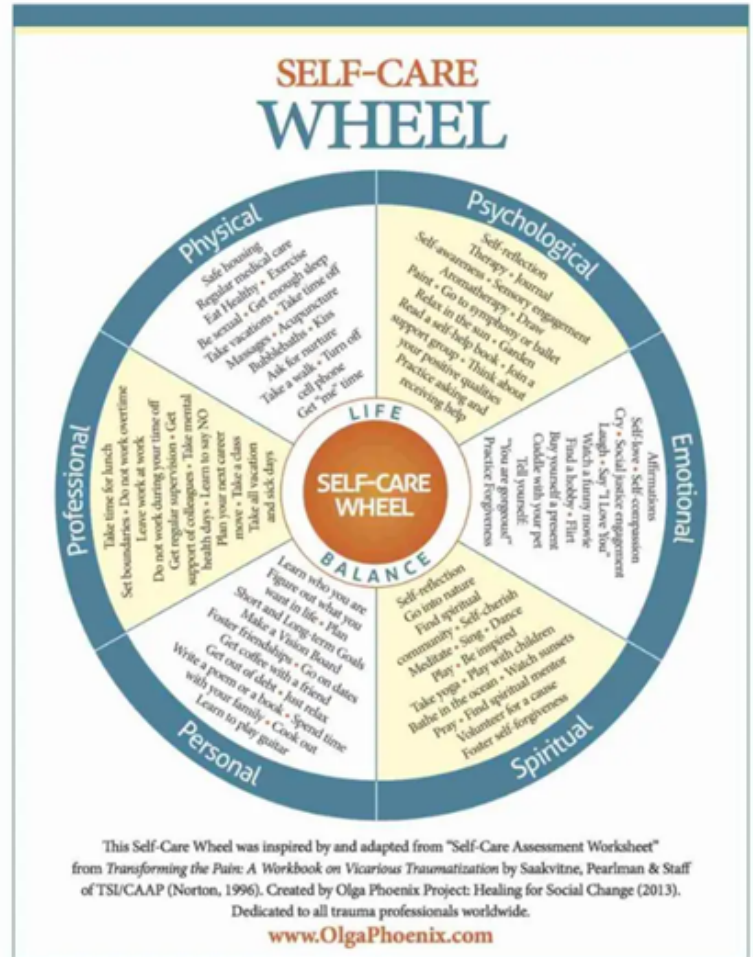 SELF-CARE
WHEEL
Physical
Safe housing
Regular medical care
Eat Healthy • Exercise
Be sexual • Get enough sleep
Take vacations • Take time off
Massages • Acupuncture
Bubblebaths • Kiss
Ask for nurture
Take a walk • Turn off
cell phone
Get "me" time
Psychological
Self-reflection
Therapy • Journal
Self-awareness • Sensory engagement
Aromatherapy • Draw
Paint • Go to symphony or ballet
Relax in the sun • Garden
Read a self-help book • Join a
support group • Think about
your positive qualities
Practice asking and
receiving help
Emotional
Affirmations
Self-love • Self-compassion
Cry • Social justice engagement
Laugh • Say "I Love You"
Watch a funny movie
Find a hobby • Flirt
Buy yourself a present
Cuddle with your pet
Tell yourself:
"You are gorgeous!"
Practice Forgiveness
Spiritual
Self-reflection
Go into nature
Find spiritual
community • Self-cherish
Meditate • Sing • Dance
Play • Be inspired
Take yoga • Play with children
Bathe in the ocean • Watch sunsets
Pray • Find spiritual mentor
Volunteer for a cause
Foster self-forgiveness
Personal
Learn who you are
Figure out what you
want in life • Plan
Short and Long-term Goals
Make a Vision Board
Foster friendships • Go on dates
Get coffee with a friend
Get out of debt • Just relax
Write a poem or a book • Spend time
with your family • Cook out
Learn to play guitar
Professional
Take time for lunch
Set boundaries • Do not work overtime
Leave work at work
Do not work during your time off
Get regular supervision • Get
support of colleagues • Take mental
health days • Learn to say NO
Plan your next career
move • Take a class
Take all vacation
and sick days
LIFE
SELF-CARE
WHEEL
BALANCE
This Self-Care Wheel was inspired by and adapted from "Self-Care Assessment Worksheet"
from Transforming the Pain: A Workbook on Vicarious Traumatization by Saakvitne, Pearlman & Staff
of TSI/CAAP (Norton, 1996). Created by Olga Phoenix Project: Healing for Social Change (2013).
Dedicated to all trauma professionals worldwide.
www.OlgaPhoenix.com